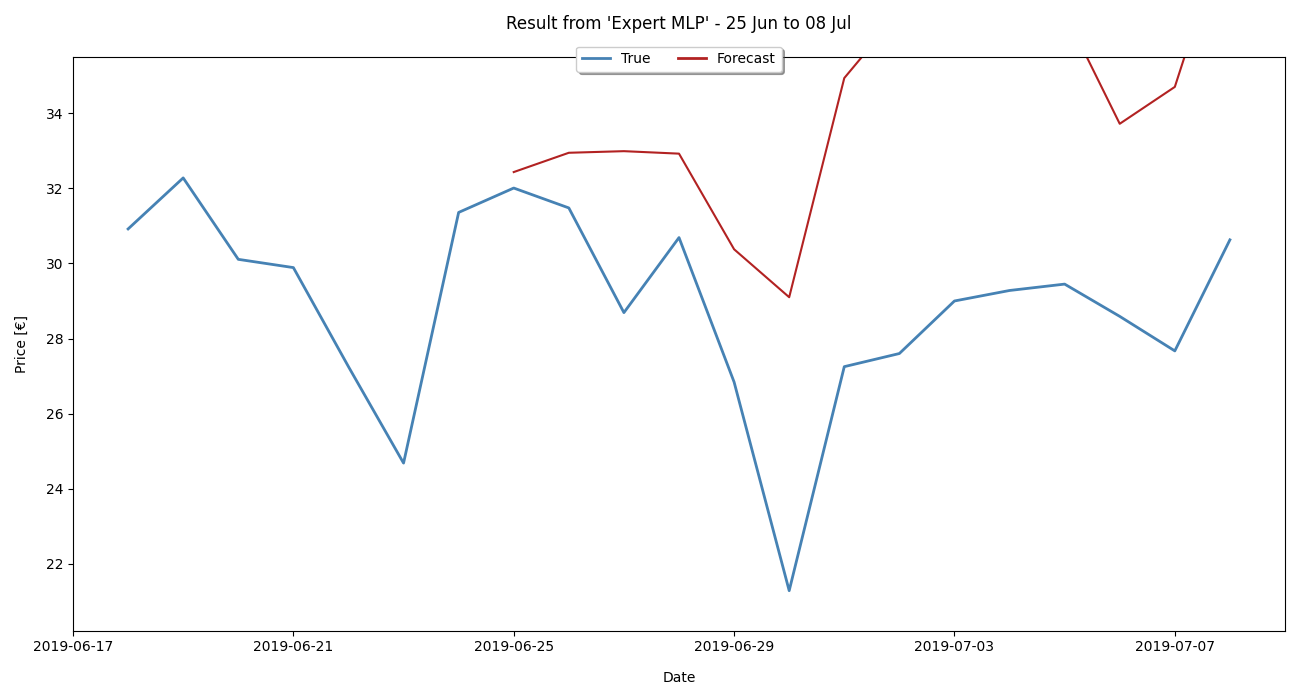 Result from 'Expert MLP' - 25 Jun to 08 Jul
True Forecast
34
32
30
28
26
24
22
Price [€]
2019-06-17 2019-06-21 2019-06-25 2019-06-29 2019-07-03 2019-07-07
Date